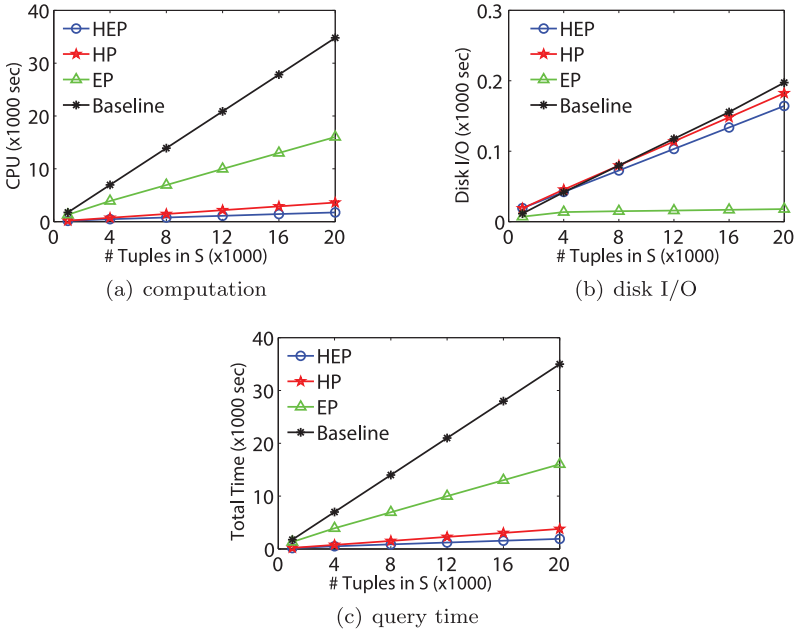 40
30
20
10
0
CPU (x1000 sec)
HEP
HP
EP
Baseline
0 4 8 12 16 20
# Tuples in S (x1000)
(a) computation
0.3
0.2
0.1
0
Disk I/O (x1000 sec)
HEP
HP
EP
Baseline
0 4 8 12 16 20
# Tuples in S (x1000)
(b) disk I/O
40
30
20
10
0
Total Time (x1000 sec)
HEP
HP
EP
Baseline
0 4 8 12 16 20
# Tuples in S (x1000)
(c) query time